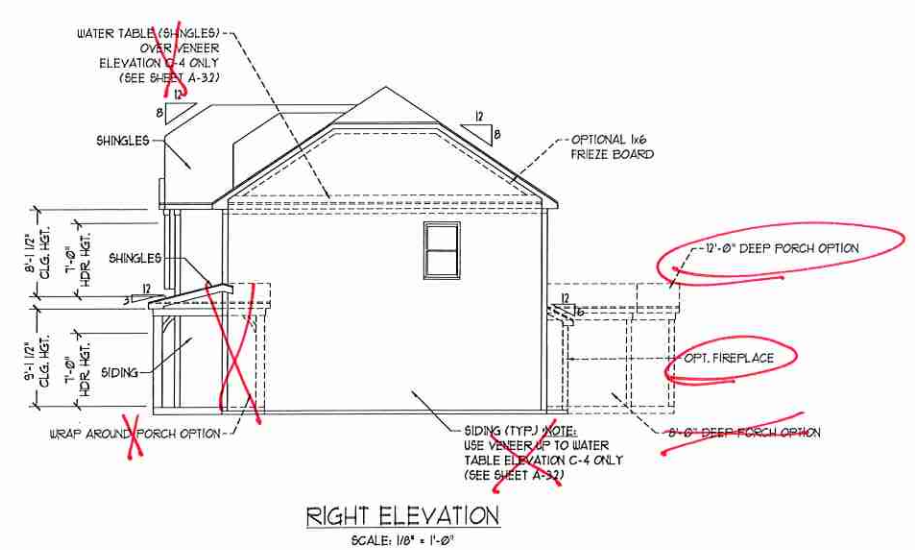 WATER TABLE (SHINGLES)
OVER VENEER
ELEVATION C-4 ONLY
(SEE SHEET A-3.2)
12
8
12
8
SHINGLES
OPTIONAL 1x6
FRIEZE BOARD
8'-1 1/2"
CLG. HGT.
7'-0"
HDR. HGT.
SHINGLES
12'-0" DEEP PORCH OPTION
12
3
12
6
9'-1 1/2"
CLG. HGT.
7'-0"
HDR. HGT.
SIDING
OPT. FIREPLACE
WRAP AROUND PORCH OPTION
SIDING (TYP.) NOTE:
USE VENEER UP TO WATER
TABLE ELEVATION C-4 ONLY
(SEE SHEET A-3.2)
8'-0" DEEP PORCH OPTION
RIGHT ELEVATION
SCALE: 1/8" = 1'-0"